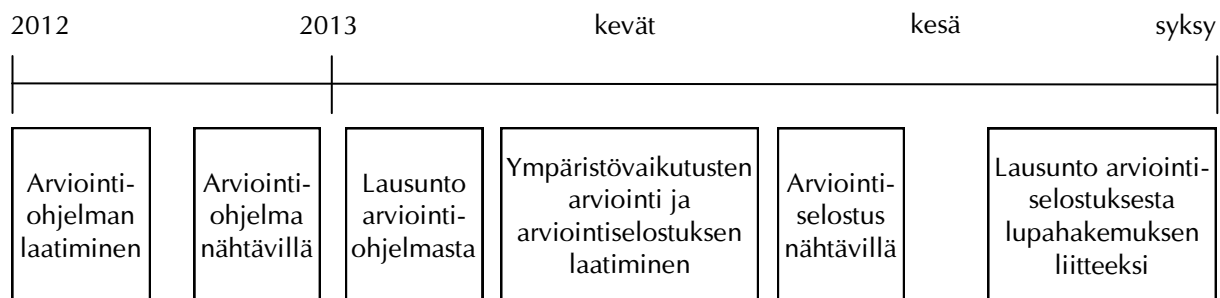 2012 2013 kevät kesä syksy
Arviointi-
ohjelman
laatiminen
Arviointi-
ohjelma
nähtävillä
Lausunto
arviointi-
ohjelmasta
Ympäristövaikutusten
arviointi ja
arviointiselostuksen
laatiminen
Arviointi-
selostus
nähtävillä
Lausunto arviointi-
selostuksesta
lupahakemuksen
liitteeksi